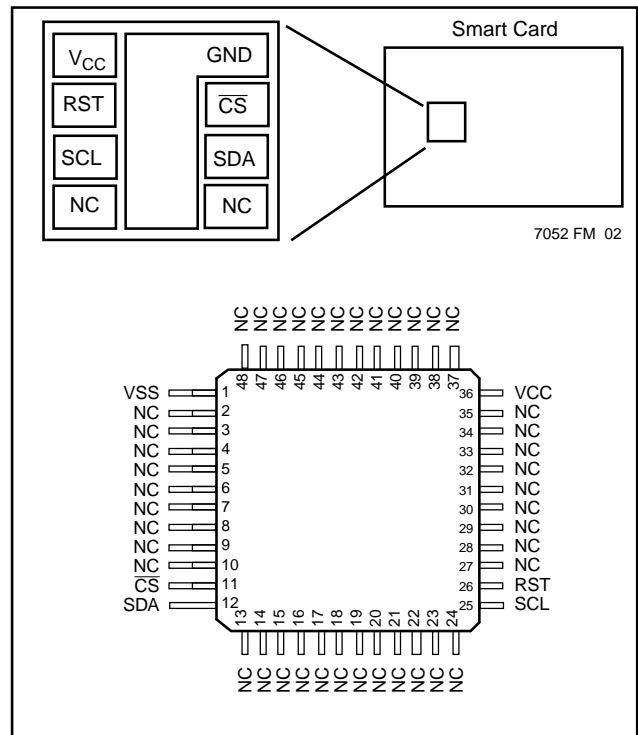 Smart Card
V_CC GND
RST C̅S̅
SCL SDA
NC NC
7052 FM 02
NC NC NC NC NC NC NC NC NC NC NC NC
48 47 46 45 44 43 42 41 40 39 38 37
VSS 1 36 VCC
NC 2 35 NC
NC 3 34 NC
NC 4 33 NC
NC 5 32 NC
NC 6 31 NC
NC 7 30 NC
NC 8 29 NC
NC 9 28 NC
NC 10 27 NC
C̅S̅ 11 26 RST
SDA 12 25 SCL
13 14 15 16 17 18 19 20 21 22 23 24
NC NC NC NC NC NC NC NC NC NC NC NC